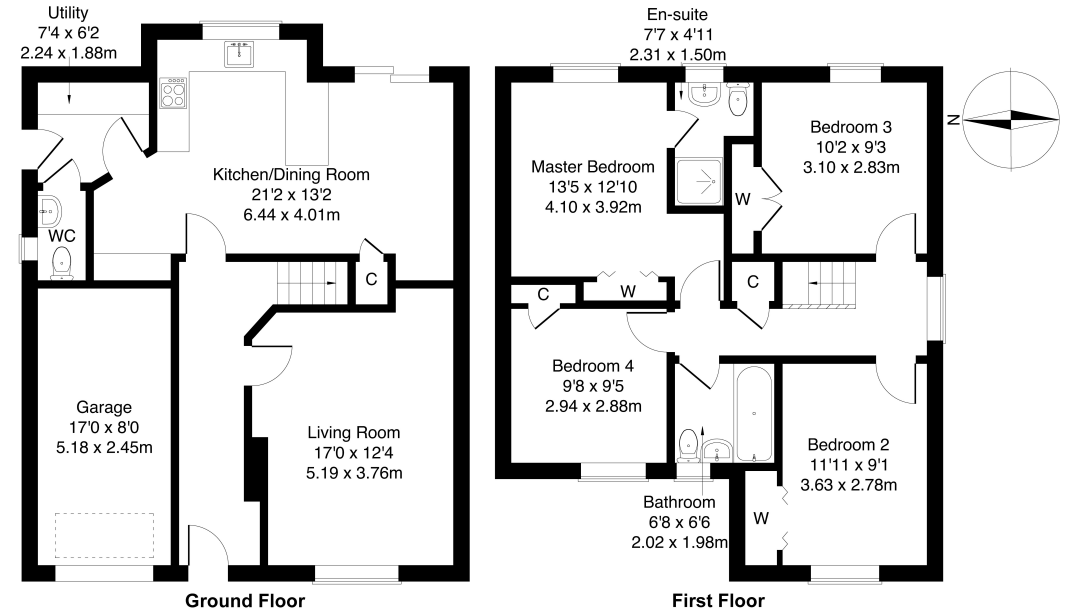 Utility
7'4 x 6'2
2.24 x 1.88m
Kitchen/Dining Room
21'2 x 13'2
6.44 x 4.01m
WC
C
Garage
17'0 x 8'0
5.18 x 2.45m
Living Room
17'0 x 12'4
5.19 x 3.76m
Ground Floor
En-suite
7'7 x 4'11
2.31 x 1.50m
Master Bedroom
13'5 x 12'10
4.10 x 3.92m
Bedroom 3
10'2 x 9'3
3.10 x 2.83m
W
C
W
C
Bedroom 4
9'8 x 9'5
2.94 x 2.88m
Bedroom 2
11'11 x 9'1
3.63 x 2.78m
W
Bathroom
6'8 x 6'6
2.02 x 1.98m
First Floor
N